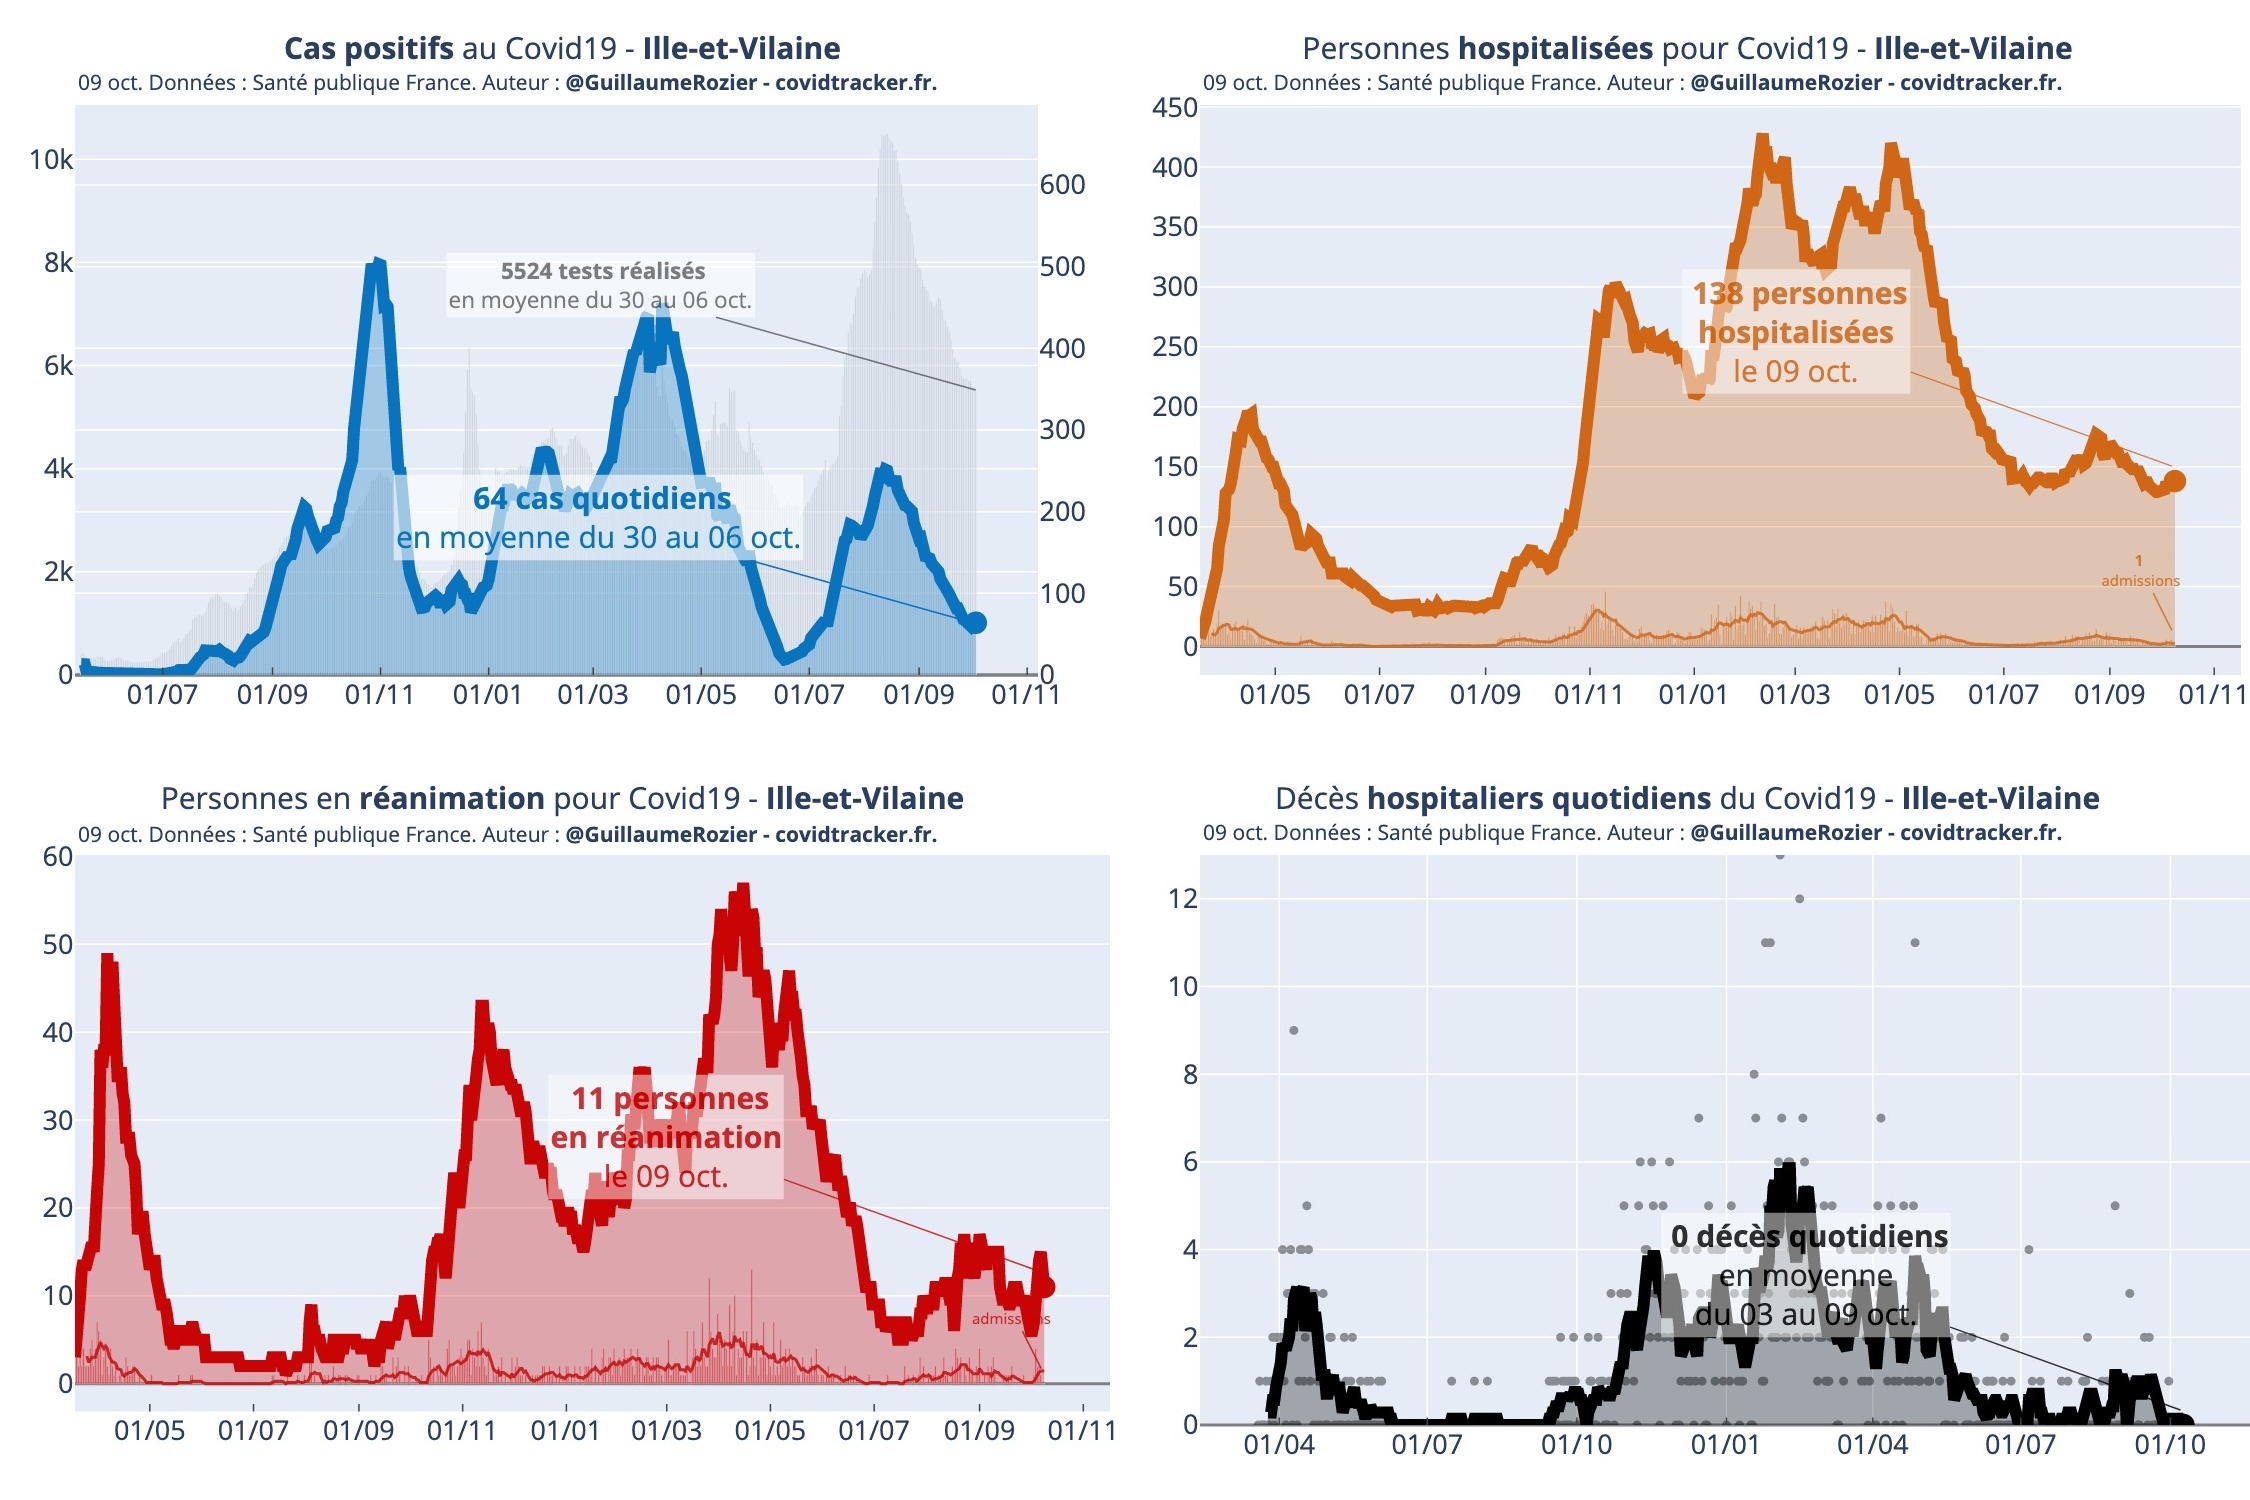 Cas positifs au Covid19 - Ille-et-Vilaine
09 oct. Données : Santé publique France. Auteur : @GuillaumeRozier - covidtracker.fr.
10k
8k
6k
4k
2k
0
600
500
400
300
200
100
0
5524 tests réalisés
en moyenne du 30 au 06 oct.
64 cas quotidiens
en moyenne du 30 au 06 oct.
01/07 01/09 01/11 01/01 01/03 01/05 01/07 01/09 01/11
Personnes hospitalisées pour Covid19 - Ille-et-Vilaine
09 oct. Données : Santé publique France. Auteur : @GuillaumeRozier - covidtracker.fr.
450
400
350
300
250
200
150
100
50
0
138 personnes
hospitalisées
le 09 oct.
1
admissions
01/05 01/07 01/09 01/11 01/01 01/03 01/05 01/07 01/09 01/11
Personnes en réanimation pour Covid19 - Ille-et-Vilaine
09 oct. Données : Santé publique France. Auteur : @GuillaumeRozier - covidtracker.fr.
60
50
40
30
20
10
0
11 personnes
en réanimation
le 09 oct.
admissions
01/05 01/07 01/09 01/11 01/01 01/03 01/05 01/07 01/09 01/11
Décès hospitaliers quotidiens du Covid19 - Ille-et-Vilaine
09 oct. Données : Santé publique France. Auteur : @GuillaumeRozier - covidtracker.fr.
12
10
8
6
4
2
0
0 décès quotidiens
en moyenne
du 03 au 09 oct.
01/04 01/07 01/10 01/01 01/04 01/07 01/10